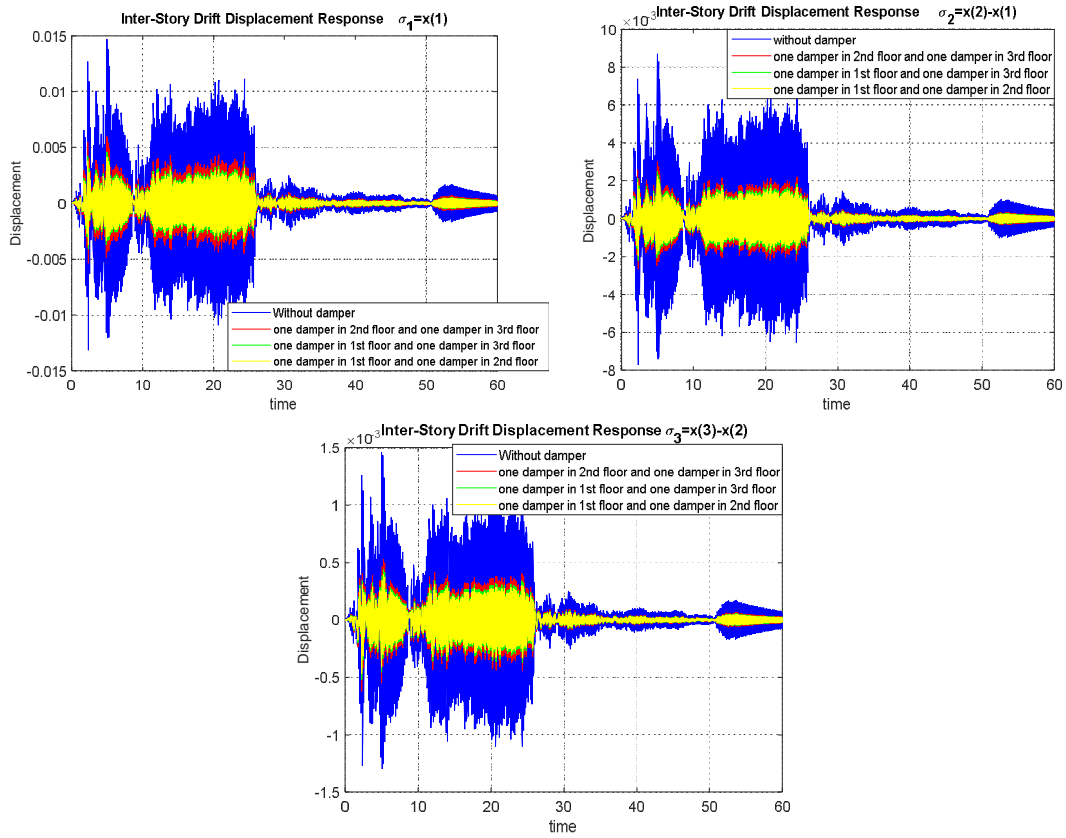 Inter-Story Drift Displacement Response σ1=x(1)
0.015
0.01
0.005
0
-0.005
-0.01
-0.015
Displacement
0 10 20 30 40 50 60
time
Without damper
one damper in 2nd floor and one damper in 3rd floor
one damper in 1st floor and one damper in 3rd floor
one damper in 1st floor and one damper in 2nd floor
Inter-Story Drift Displacement Response σ2=x(2)-x(1)
×10-3
10
8
6
4
2
0
-2
-4
-6
-8
Displacement
0 10 20 30 40 50 60
time
without damper
one damper in 2nd floor and one damper in 3rd floor
one damper in 1st floor and one damper in 3rd floor
one damper in 1st floor and one damper in 2nd floor
Inter-Story Drift Displacement Response σ3=x(3)-x(2)
×10-3
1.5
1
0.5
0
-0.5
-1
-1.5
Displacement
0 10 20 30 40 50 60
time
Without damper
one damper in 2nd floor and one damper in 3rd floor
one damper in 1st floor and one damper in 3rd floor
one damper in 1st floor and one damper in 2nd floor